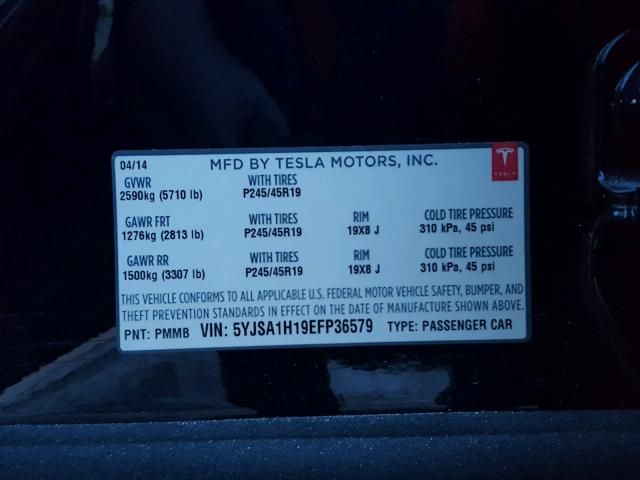 04/14 MFD BY TESLA MOTORS, INC.
TESLA
GVWR WITH TIRES
2590kg (5710 lb) P245/45R19
GAWR FRT WITH TIRES RIM COLD TIRE PRESSURE
1276kg (2813 lb) P245/45R19 19X8 J 310 kPa, 45 psi
GAWR RR WITH TIRES RIM COLD TIRE PRESSURE
1500kg (3307 lb) P245/45R19 19X8 J 310 kPa, 45 psi
THIS VEHICLE CONFORMS TO ALL APPLICABLE U.S. FEDERAL MOTOR VEHICLE SAFETY, BUMPER, AND
THEFT PREVENTION STANDARDS IN EFFECT ON THE DATE OF MANUFACTURE SHOWN ABOVE.
PNT: PMMB VIN: 5YJSA1H19EFP36579 TYPE: PASSENGER CAR